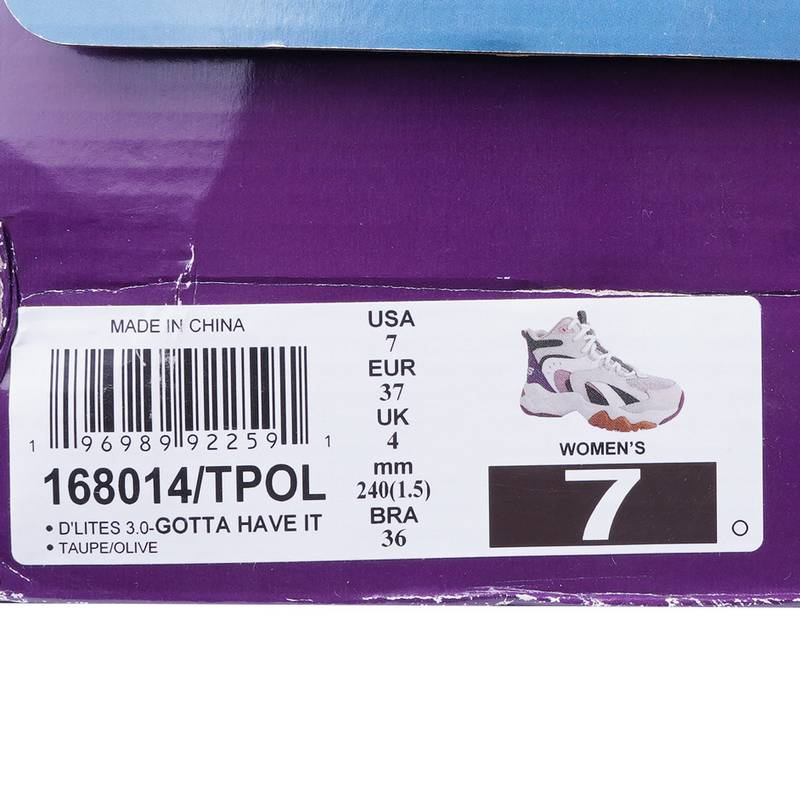 MADE IN CHINA
1 96989 92259 1
168014/TPOL
• D'LITES 3.0-GOTTA HAVE IT
• TAUPE/OLIVE
USA
7
EUR
37
UK
4
mm
240(1.5)
BRA
36
WOMEN'S
7